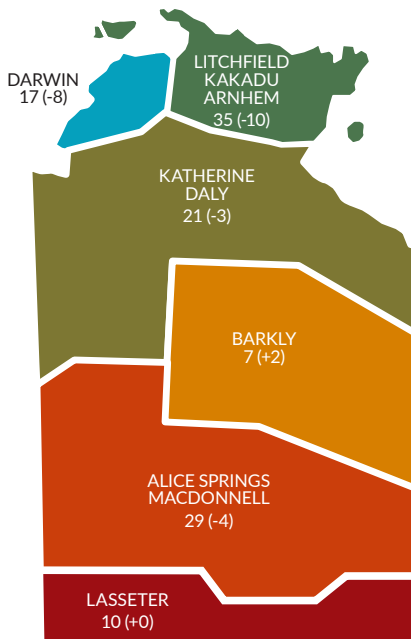 DARWIN
17 (-8)
LITCHFIELD
KAKADU
ARNHEM
35 (-10)
KATHERINE
DALY
21 (-3)
BARKLY
7 (+2)
ALICE SPRINGS
MACDONNELL
29 (-4)
LASSETER
10 (+0)